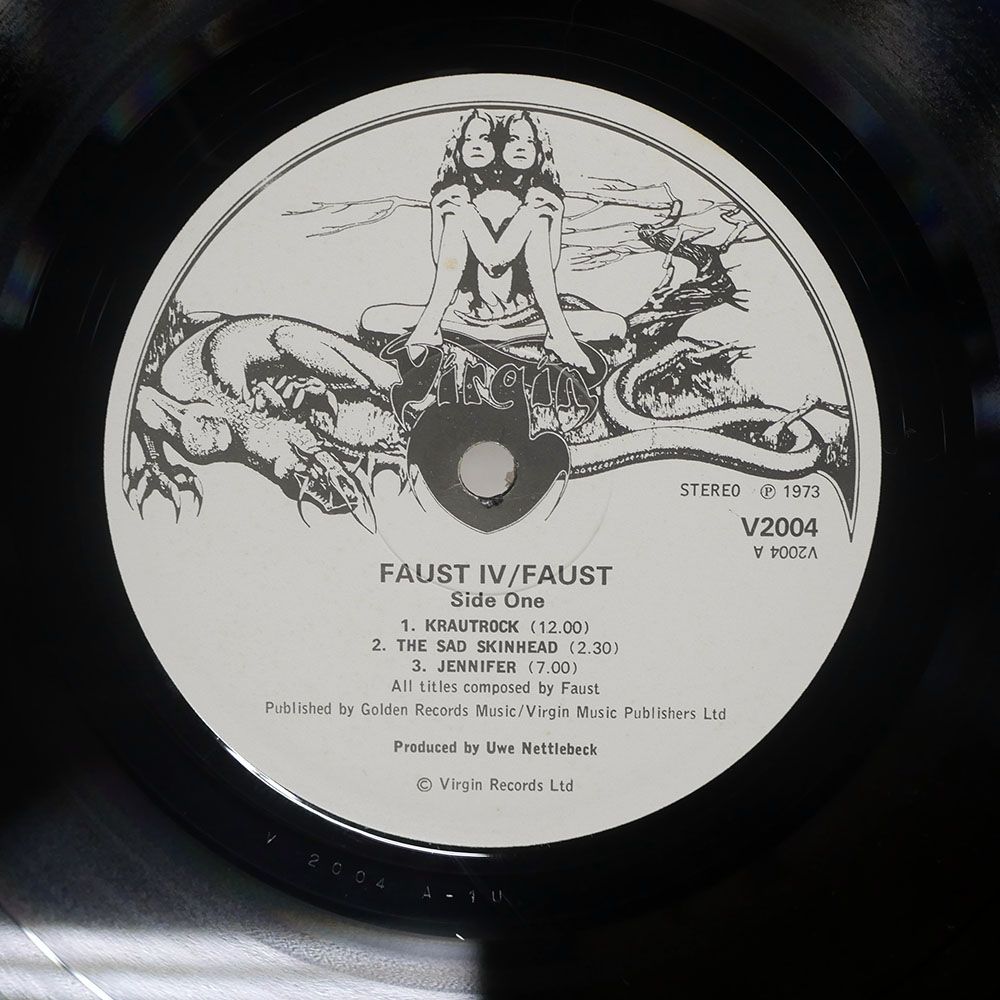 Virgin
STEREO Ⓟ 1973
V2004
V2004 A
FAUST IV/FAUST
Side One
1. KRAUTROCK (12.00)
2. THE SAD SKINHEAD (2.30)
3. JENNIFER (7.00)
All titles composed by Faust
Published by Golden Records Music/Virgin Music Publishers Ltd
Produced by Uwe Nettlebeck
© Virgin Records Ltd
V 2004 A-1U